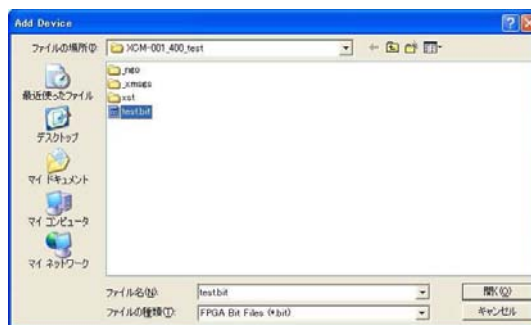 Add Device
ファイルの場所(I):
XCM-001_400_test
_ngo
_xmsgs
xst
test.bit
最近使ったファイル
デスクトップ
マイ ドキュメント
マイ コンピュータ
マイ ネットワーク
ファイル名(N):
test.bit
開く(O)
ファイルの種類(T):
FPGA Bit Files (*.bit)
キャンセル